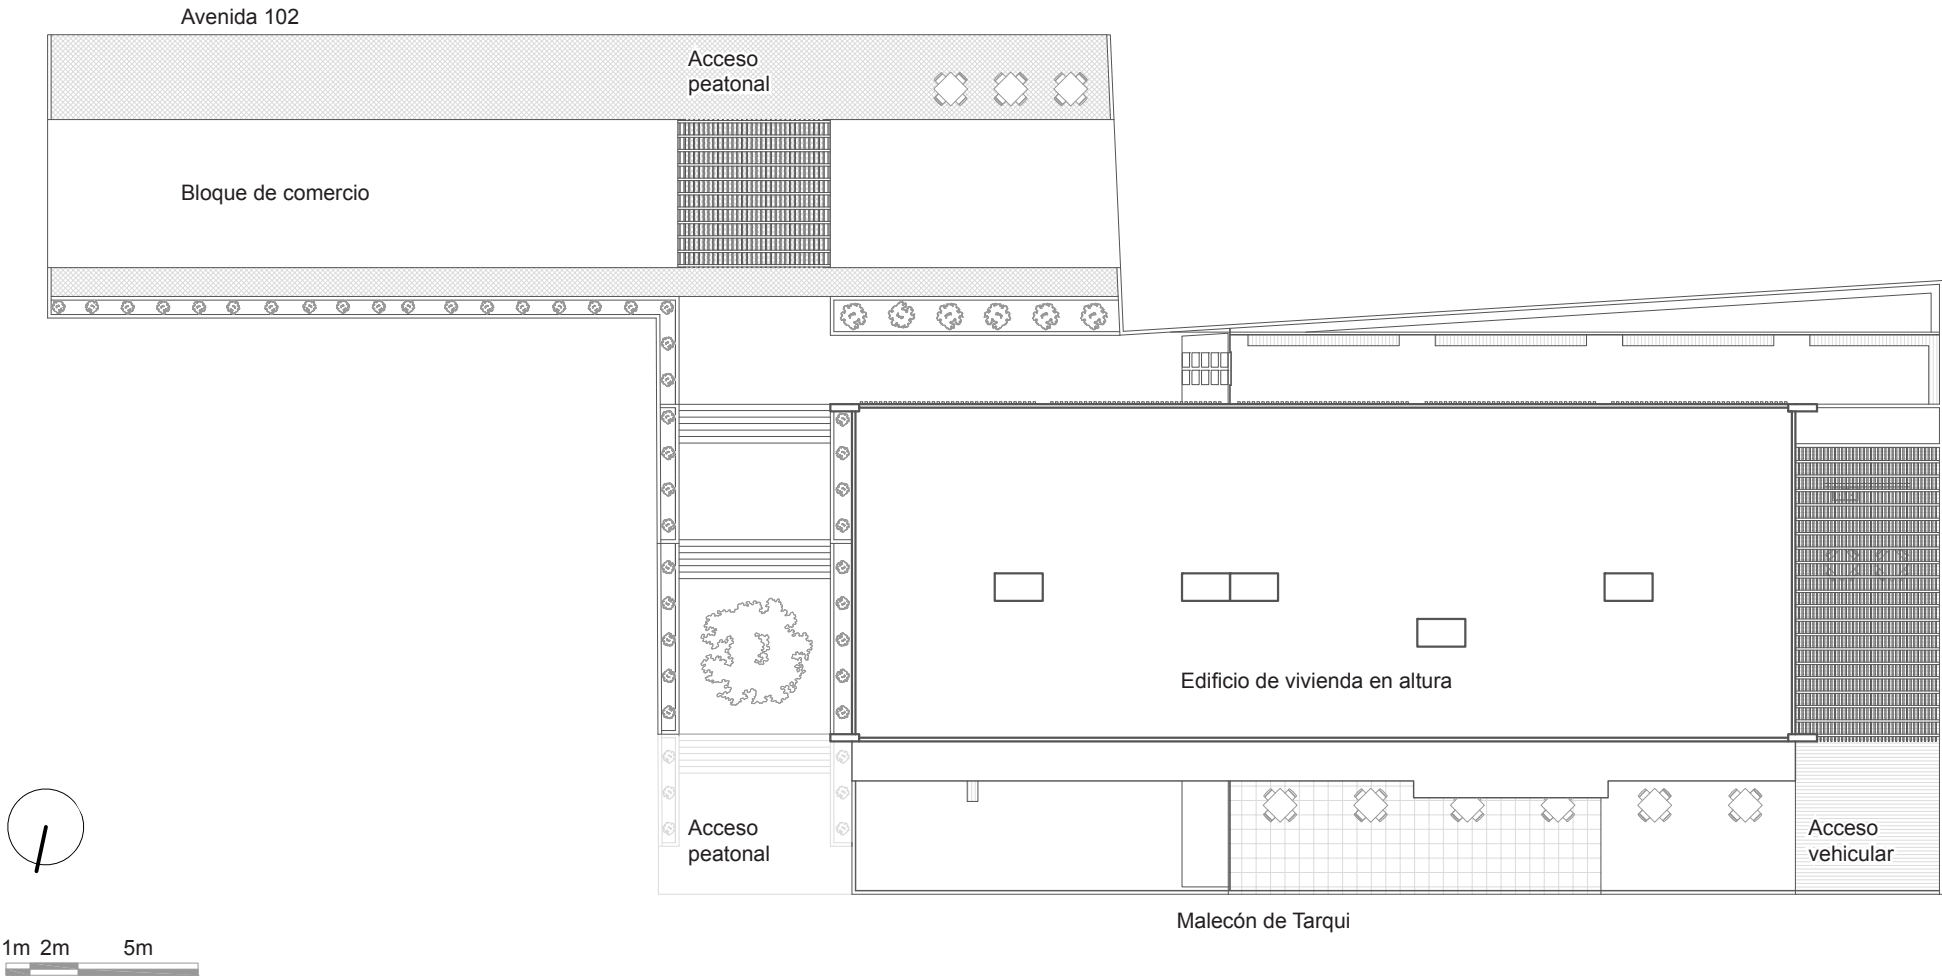 Avenida 102
Acceso
peatonal
Bloque de comercio
Edificio de vivienda en altura
Acceso
peatonal
Acceso
vehicular
Malecón de Tarqui
1m 2m 5m